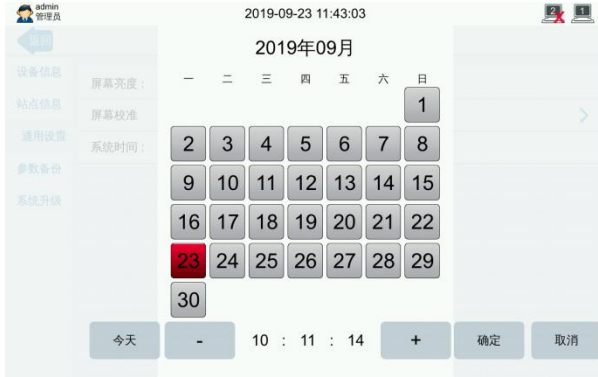 admin
管理员
2019-09-23 11:43:03
2 1
返回
2019年09月
设备信息
站点信息
通用设置
参数备份
系统升级
屏幕亮度：
屏幕校准
系统时间：
一 二 三 四 五 六 日
1
2 3 4 5 6 7 8
9 10 11 12 13 14 15
16 17 18 19 20 21 22
23 24 25 26 27 28 29
30
今天 - 10 : 11 : 14 + 确定 取消